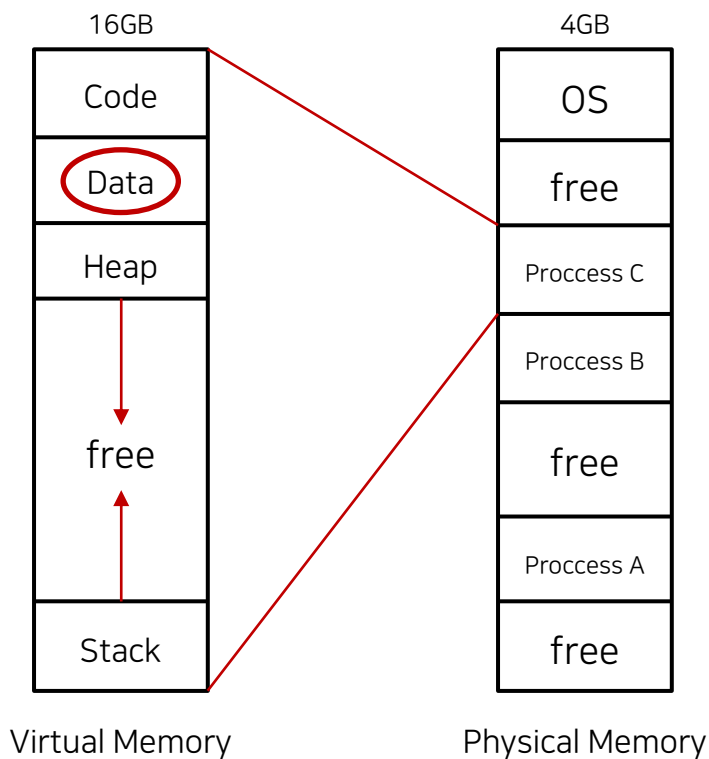 16GB
Code
Data
Heap
free
Stack
Virtual Memory
4GB
OS
free
Proccess C
Proccess B
free
Proccess A
free
Physical Memory